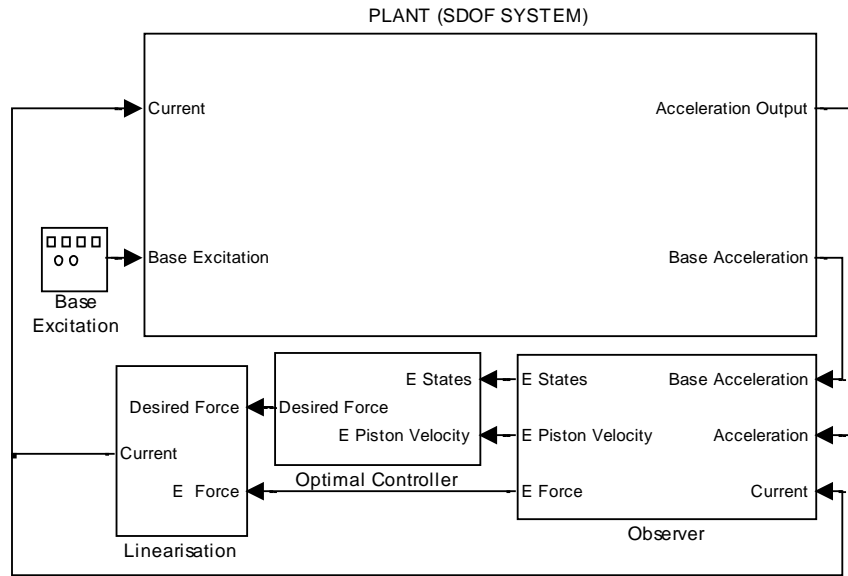 PLANT (SDOF SYSTEM)
Current
Acceleration Output
Base Excitation
Base Acceleration
Base
Excitation
E States
E States
Base Acceleration
Desired Force
Desired Force
E Piston Velocity
E Piston Velocity
Acceleration
Current
Optimal Controller
E Force
E Force
Current
Linearisation
Observer